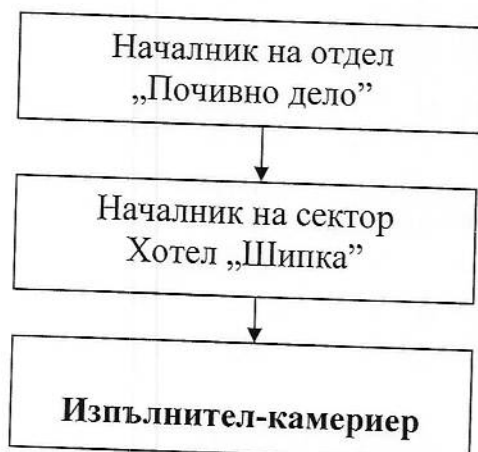 Началник на отдел
„Почивно дело”
Началник на сектор
Хотел „Шипка”
Изпълнител-камериер